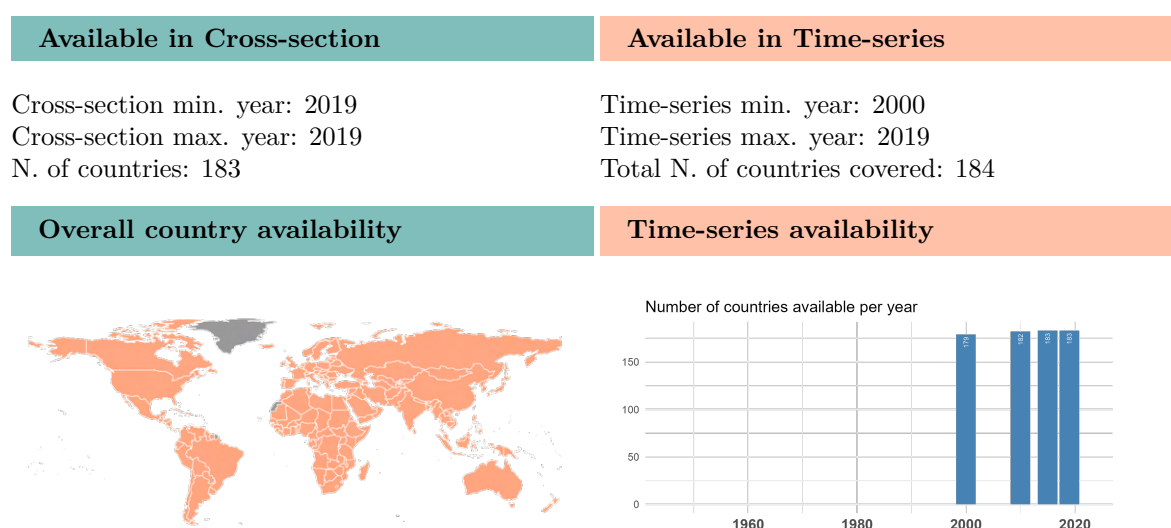 Available in Cross-section
Available in Time-series
Cross-section min. year: 2019
Cross-section max. year: 2019
N. of countries: 183
Time-series min. year: 2000
Time-series max. year: 2019
Total N. of countries covered: 184
Overall country availability
Time-series availability
Number of countries available per year
179
182
183
183
150
100
50
0
1960
1980
2000
2020